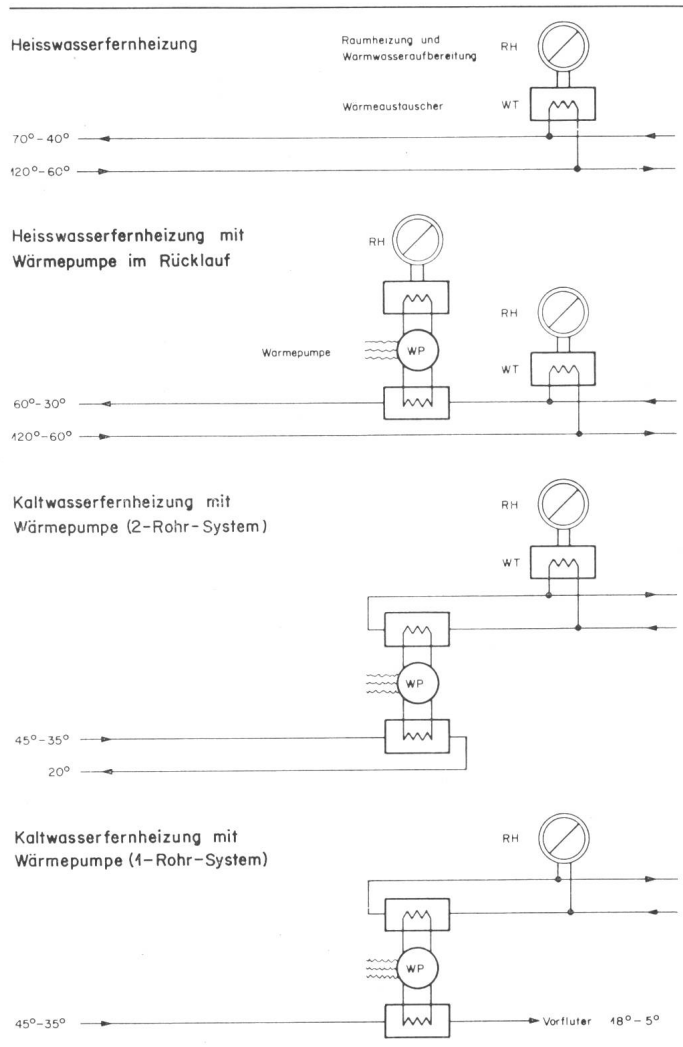 Heisswasserfernheizung
Raumheizung und
Warmwasseraufbereitung
RH
Wärmeaustauscher
WT
70°-40°
120°-60°
Heisswasserfernheizung mit
Wärmepumpe im Rücklauf
RH
RH
Wärmepumpe
WP
WT
60°-30°
120°-60°
Kaltwasserfernheizung mit
Wärmepumpe (2-Rohr-System)
RH
WT
WP
45°-35°
20°
Kaltwasserfernheizung mit
Wärmepumpe (1-Rohr-System)
RH
WP
45°-35°
Vorfluter 18°-5°